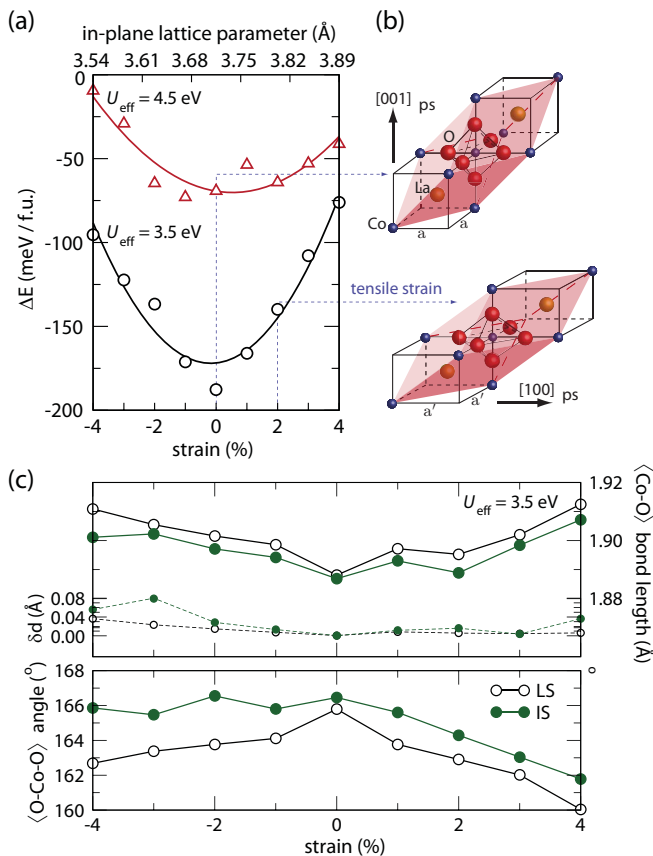 (a)
in-plane lattice parameter (Å)
3.54 3.61 3.68 3.75 3.82 3.89
0
-50
-100
-150
-200
ΔE (meV / f.u.)
U_eff = 4.5 eV
U_eff = 3.5 eV
-4 -2 0 2 4
strain (%)
tensile strain
(b)
[001] ps
O
La
Co
a a
a' a'
[100] ps
(c)
U_eff = 3.5 eV
1.92
1.90
1.88
⟨Co-O⟩ bond length (Å)
0.08
0.04
0.00
δd (Å)
168
166
164
162
160
⟨O-Co-O⟩ angle (°)
°
LS
IS
-4 -2 0 2 4
strain (%)